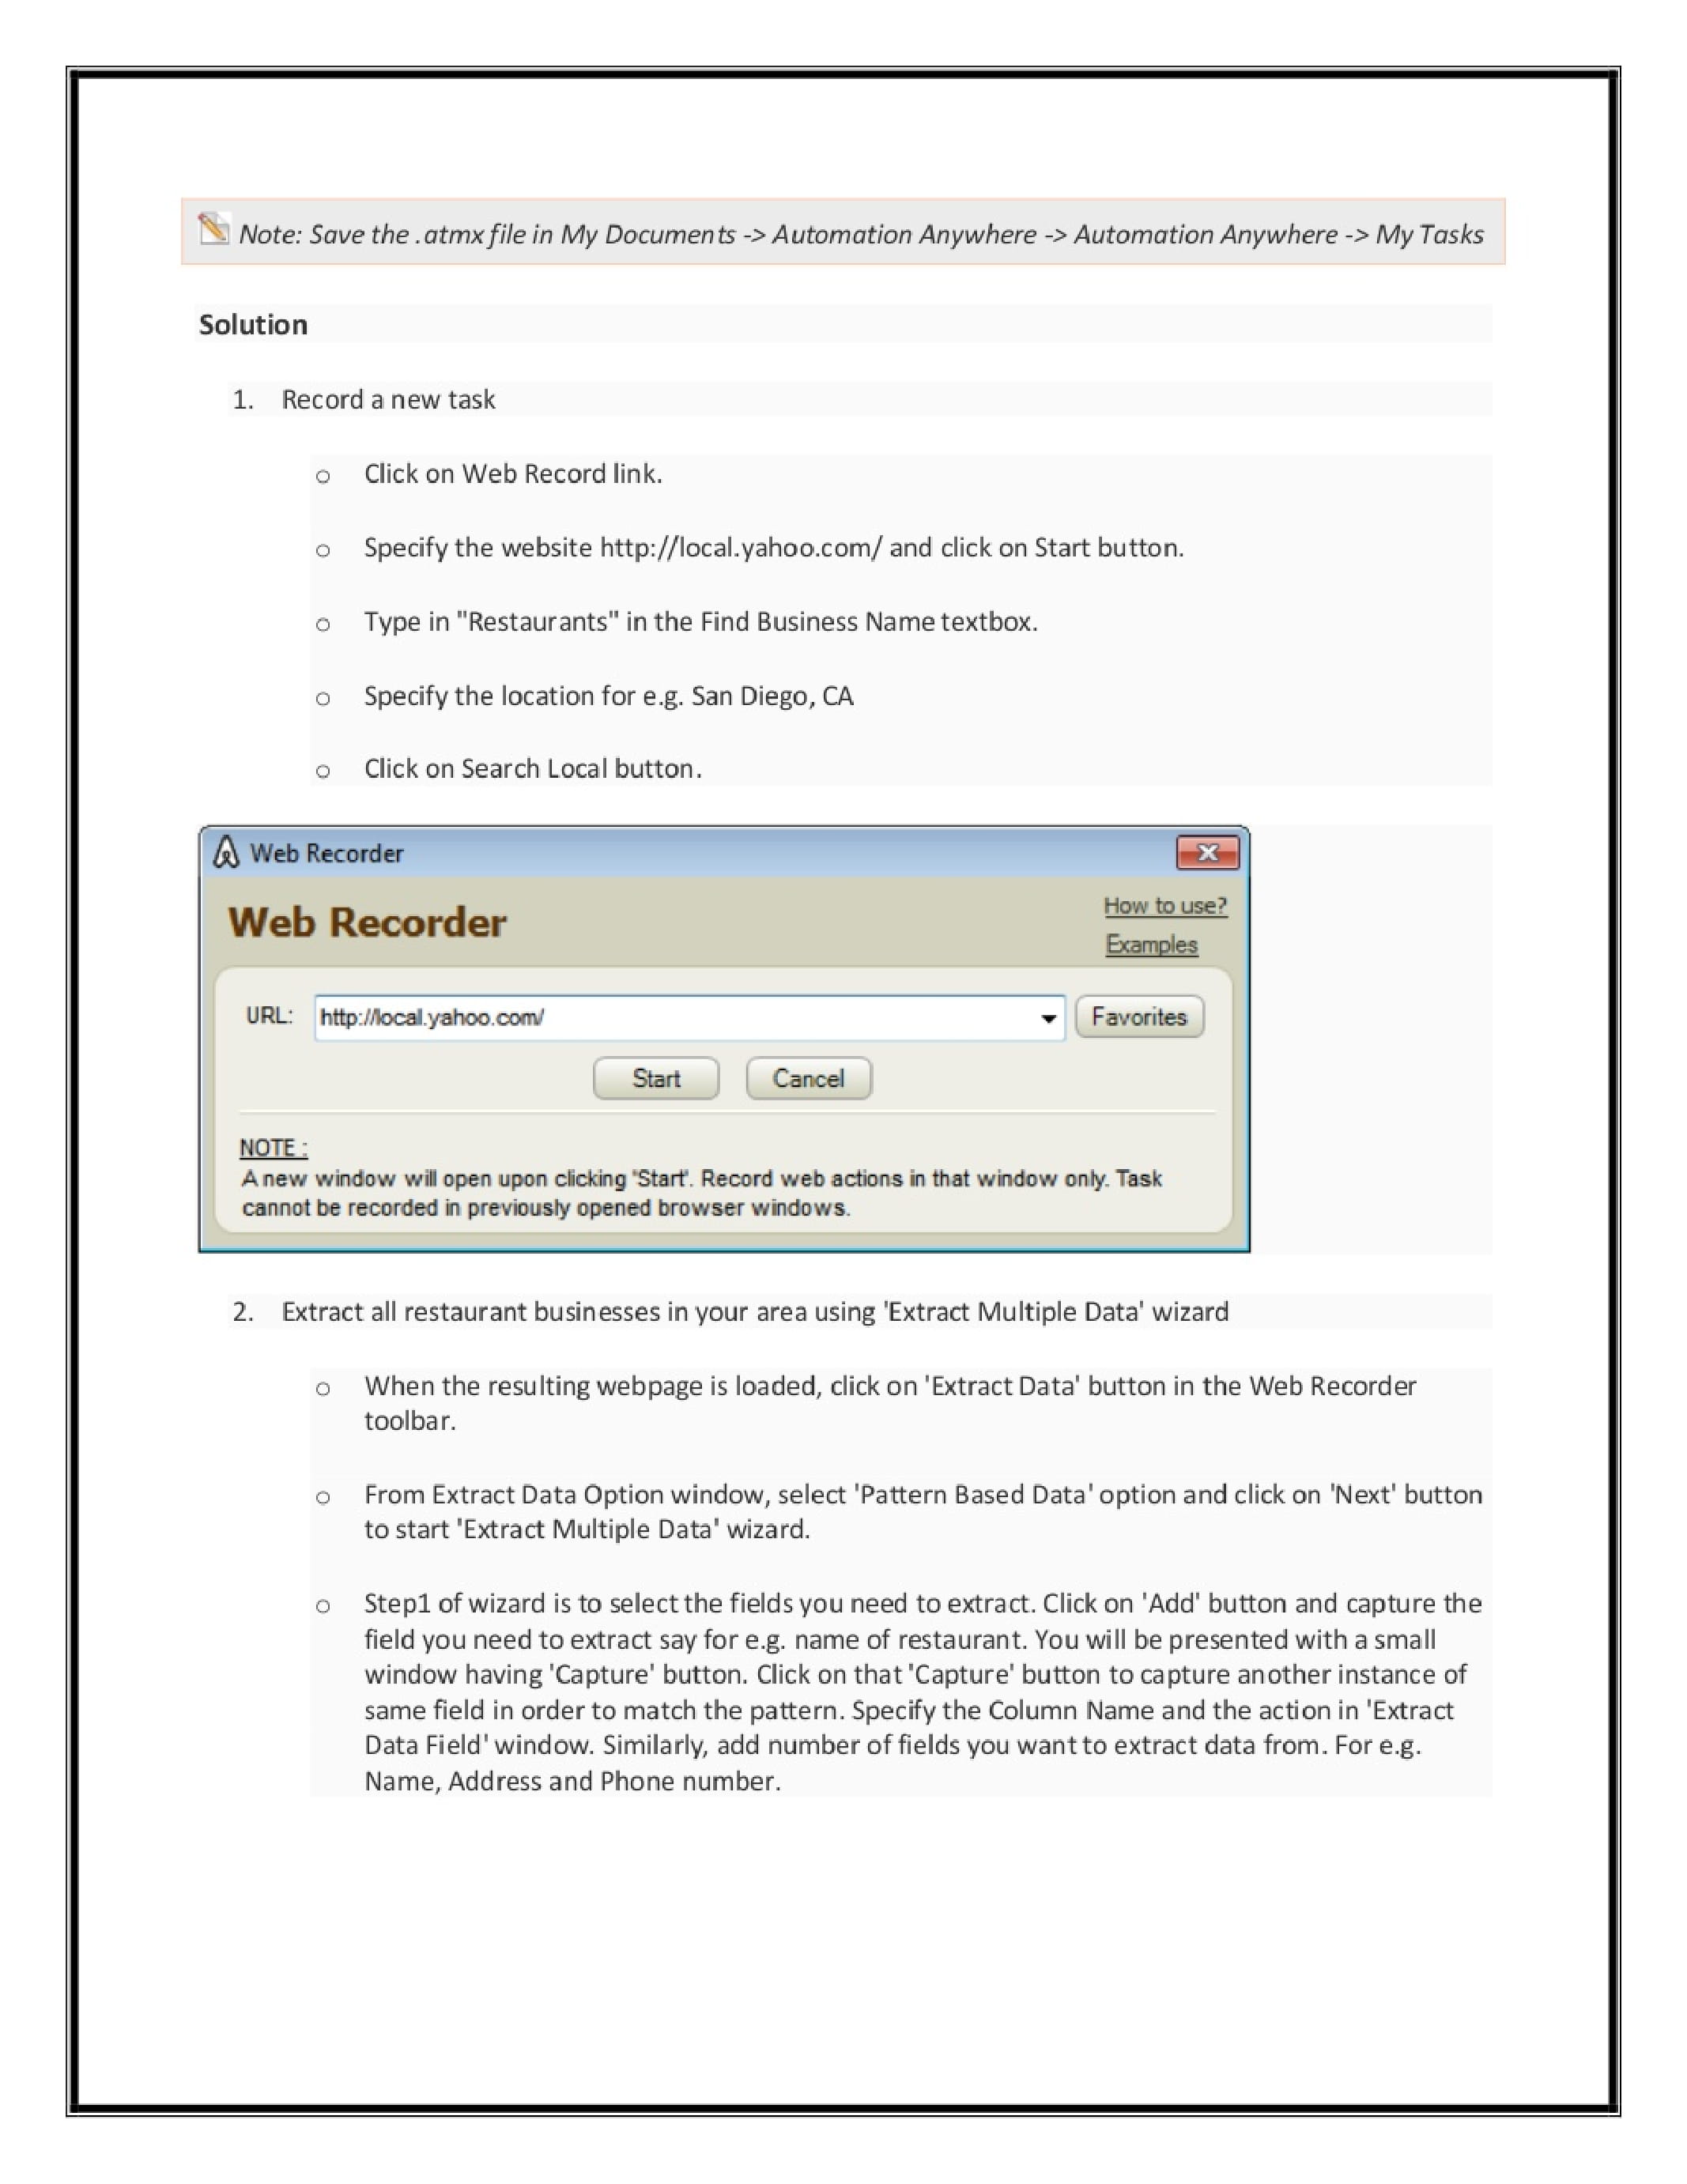 Note: Save the .atmx file in My Documents -> Automation Anywhere -> Automation Anywhere -> My Tasks
Solution
1. Record a new task
o Click on Web Record link.
o Specify the website http://local.yahoo.com/ and click on Start button.
o Type in "Restaurants" in the Find Business Name textbox.
o Specify the location for e.g. San Diego, CA
o Click on Search Local button.
Web Recorder
Web Recorder
How to use?
Examples
URL: http://local.yahoo.com/ Favorites
Start Cancel
NOTE :
A new window will open upon clicking 'Start'. Record web actions in that window only. Task
cannot be recorded in previously opened browser windows.
2. Extract all restaurant businesses in your area using 'Extract Multiple Data' wizard
o When the resulting webpage is loaded, click on 'Extract Data' button in the Web Recorder
toolbar.
o From Extract Data Option window, select 'Pattern Based Data' option and click on 'Next' button
to start 'Extract Multiple Data' wizard.
o Step1 of wizard is to select the fields you need to extract. Click on 'Add' button and capture the
field you need to extract say for e.g. name of restaurant. You will be presented with a small
window having 'Capture' button. Click on that 'Capture' button to capture another instance of
same field in order to match the pattern. Specify the Column Name and the action in 'Extract
Data Field' window. Similarly, add number of fields you want to extract data from. For e.g.
Name, Address and Phone number.